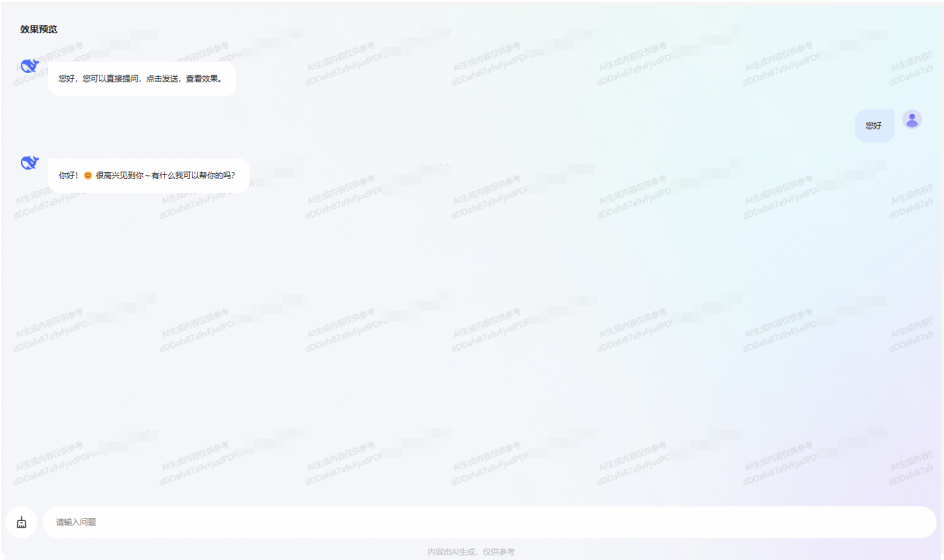 效果预览
您好，您可以直接提问，点击发送，查看效果。
您好
你好！😊 很高兴见到你～有什么我可以帮你的吗？
AI生成内容仅供参考
请输入问题
内容由AI生成，仅供参考